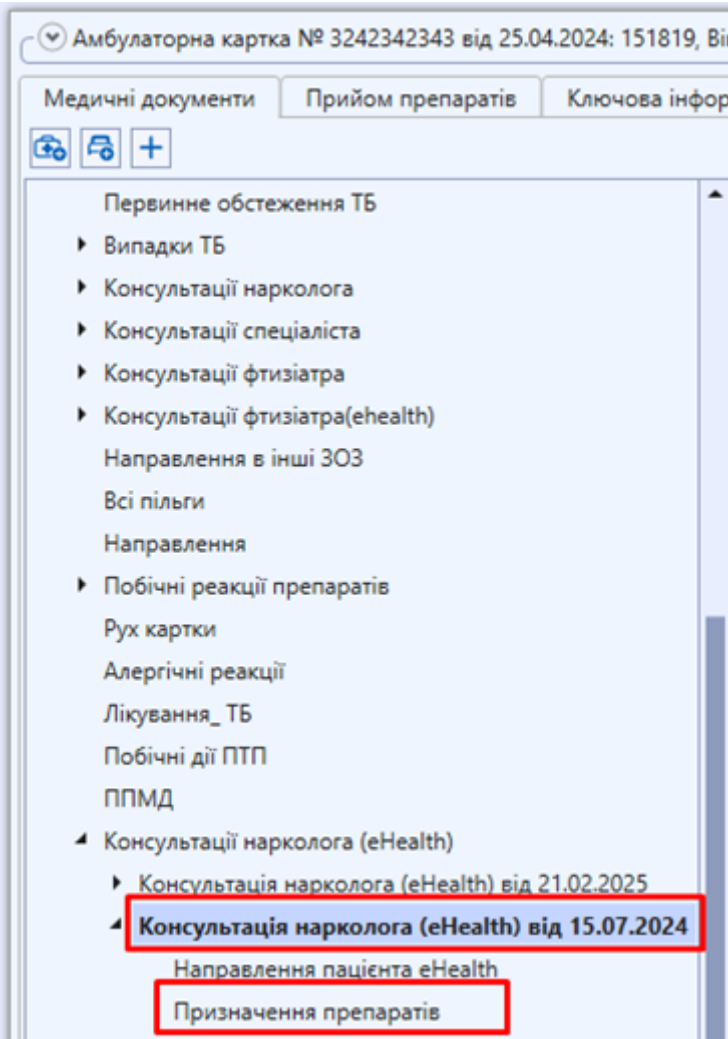 Амбулаторна картка № 3242342343 від 25.04.2024: 151819,
Медичні документи Прийом препаратів Ключова інфор
Первинне обстеження ТБ
Випадки ТБ
Консультації нарколога
Консультації спеціаліста
Консультації фтизіатра
Консультації фтизіатра(ehealth)
Направлення в інші ЗОЗ
Всі пільги
Направлення
Побічні реакції препаратів
Рух картки
Алергічні реакції
Лікування_ ТБ
Побічні дії ПТП
ППМД
Консультації нарколога (eHealth)
Консультація нарколога (eHealth) від 21.02.2025
Консультація нарколога (eHealth) від 15.07.2024
Направлення пацієнта eHealth
Призначення препаратів